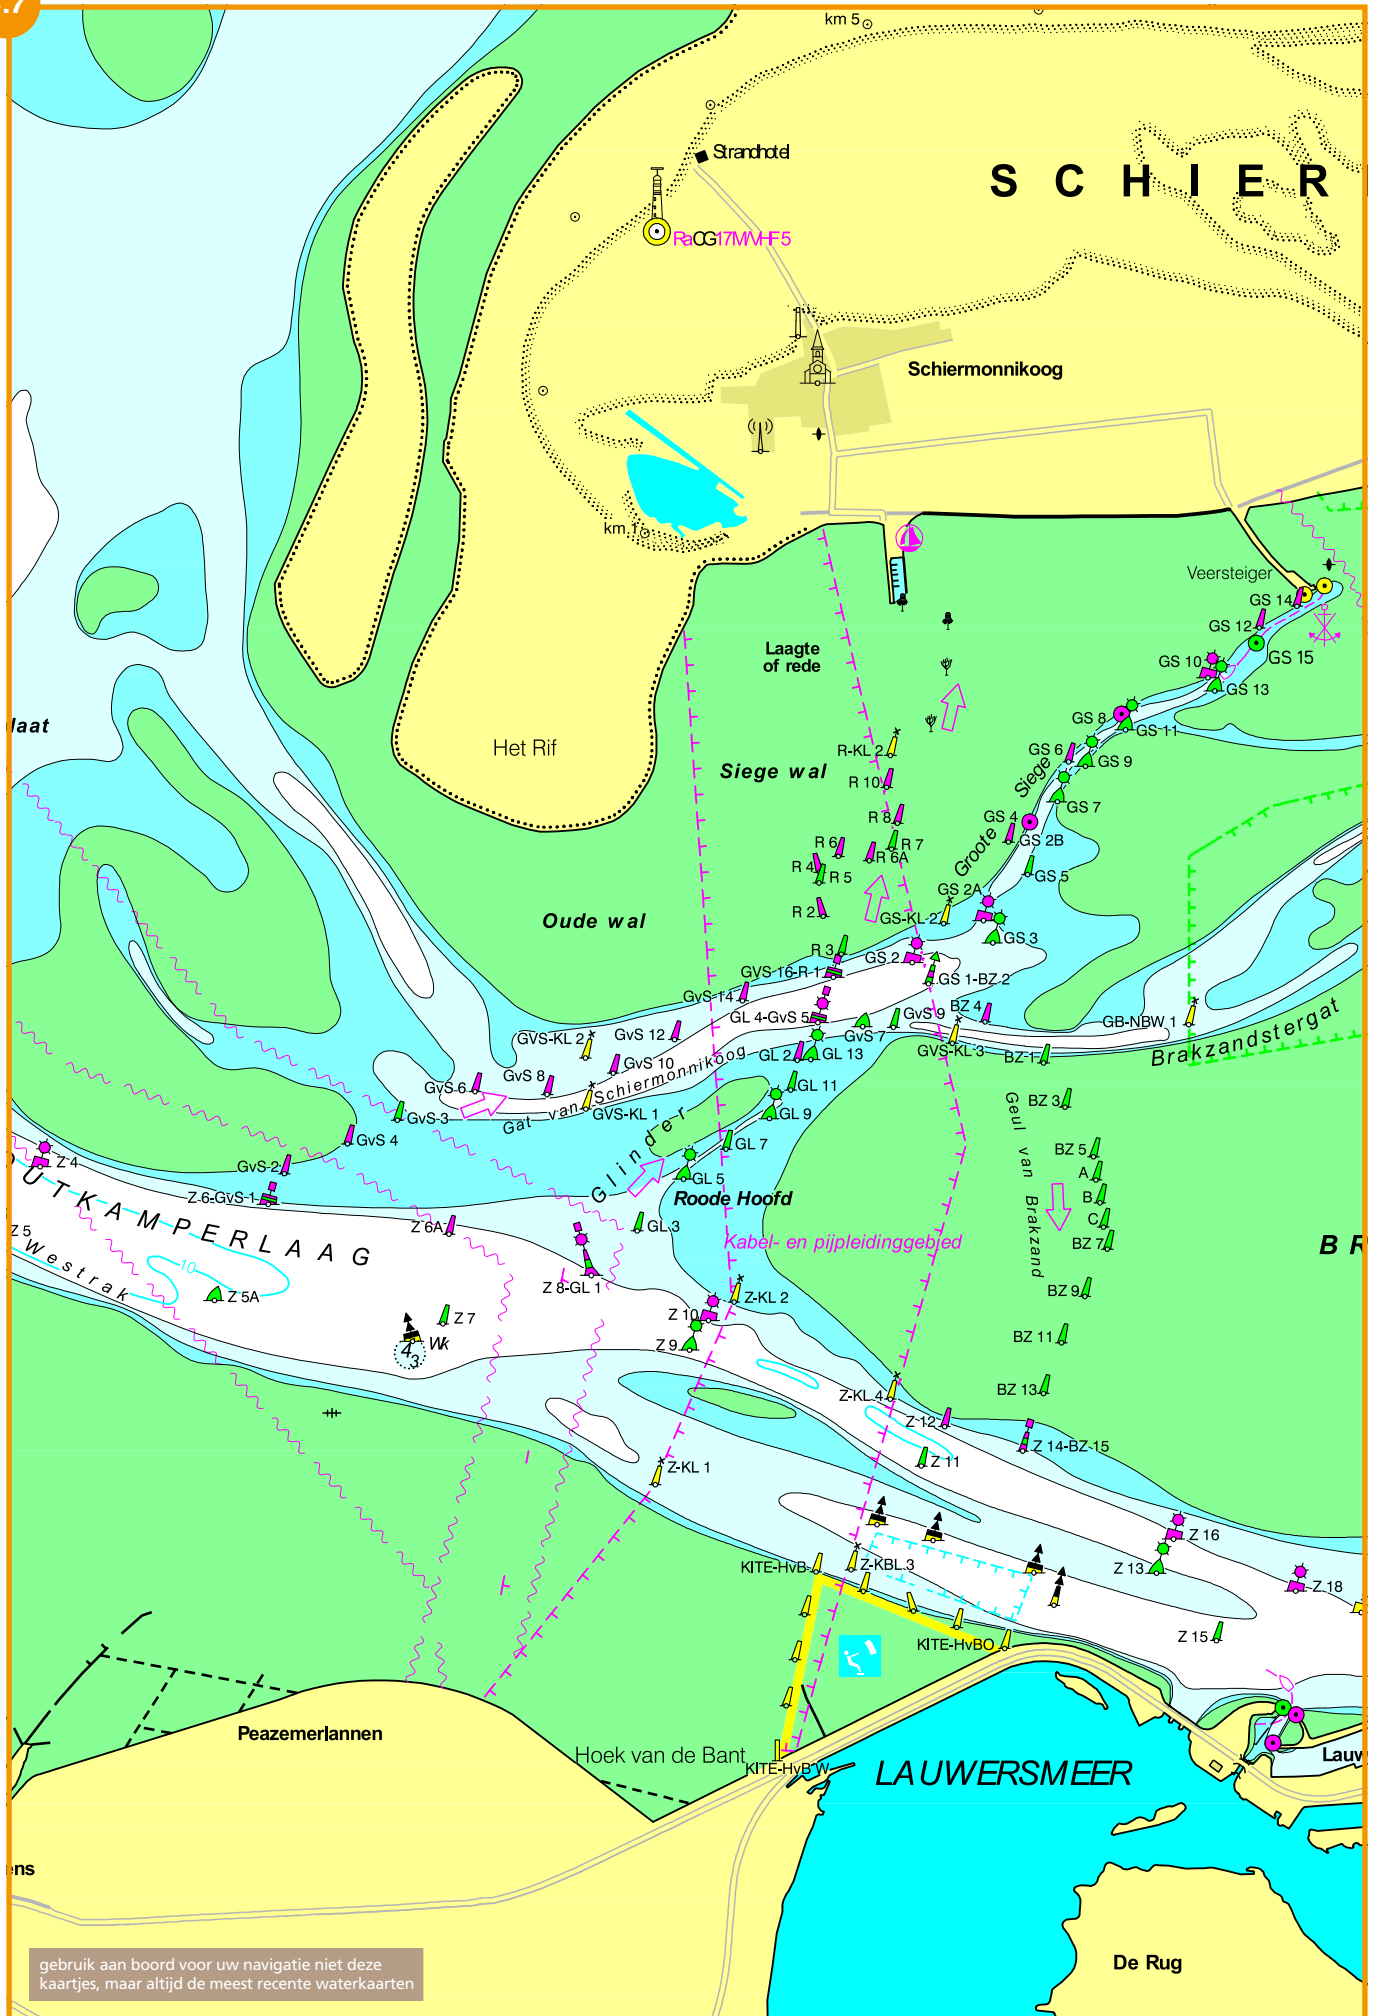 .7
km 5
Strandhotel
SCHIER
RaCG17M/VHF5
Schiermonnikoog
km 1
Veersteiger
GS 14
GS 12
GS 15
Laagte
of rede
GS 10
GS 13
laat
GS 8
GS 11
Het Rif
R-KL 2
GS 6
GS 9
Siege wal
R 10
Groote Siege
GS 7
R 8
GS 4
GS 2B
R 6
R 7
R 6A
R 4
R 5
GS 5
GS 2A
R 2
GS-KL-2
Oude wal
GS 3
R 3
GS 2
GVS-16-R-1
GS 1-BZ-2
GvS-14
GL 4-GvS 5
GvS 9
BZ 4
GB-NBW 1
GvS 7
GvS 12
GVS-KL 2
GVS-KL-3
Brakzandstergat
GL 2
GL 13
BZ-1
GvS 10
GvS 8
GvS-6
GL 11
Gat van Schiermonnikoog
GVS-KL 1
GvS-3
GL 9
BZ 3
Geul van Brakzand
GvS 4
GL 7
Glinder
BZ 5
Z 4
GvS-2
GL 5
A
Z-6-GvS-1
Roode Hoofd
B
C
OUTKAMPERLAAG
Z 6A
GL 3
Z 5
Kabel- en pijpleidinggebied
BZ 7
BR
Westrak
10
Z 8-GL 1
BZ 9
Z 5A
Z-KL 2
Z 7
Z 10
Wk
4
3
Z 9
BZ 11
BZ 13
Z-KL 4
Z-12
Z 14-BZ-15
Z 11
Z-KL 1
Z 16
KITE-HvB
Z-KBL.3
Z 13
Z 18
KITE-HvBO
Z 15
Peazemerlannen
Hoek van de Bant
KITE-HvB W
LAUWERSMEER
Lauw
ens
De Rug
gebruik aan boord voor uw navigatie niet deze
kaartjes, maar altijd de meest recente waterkaarten